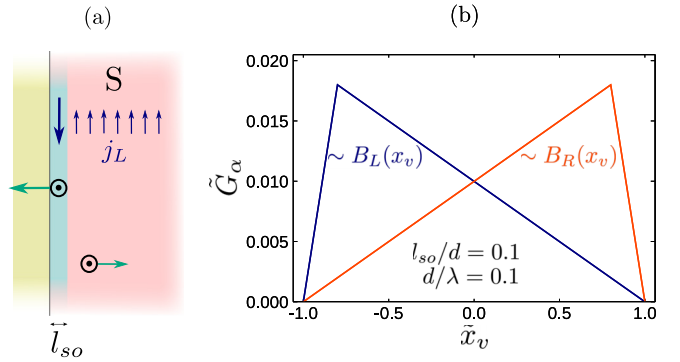 (a)
S
j_L
l_so
(b)
G̃_α
0.020
0.015
0.010
0.005
0.000
∼ B_L(x_v)
∼ B_R(x_v)
l_so/d = 0.1
d/λ = 0.1
-1.0
-0.5
0.0
0.5
1.0
x̃_v